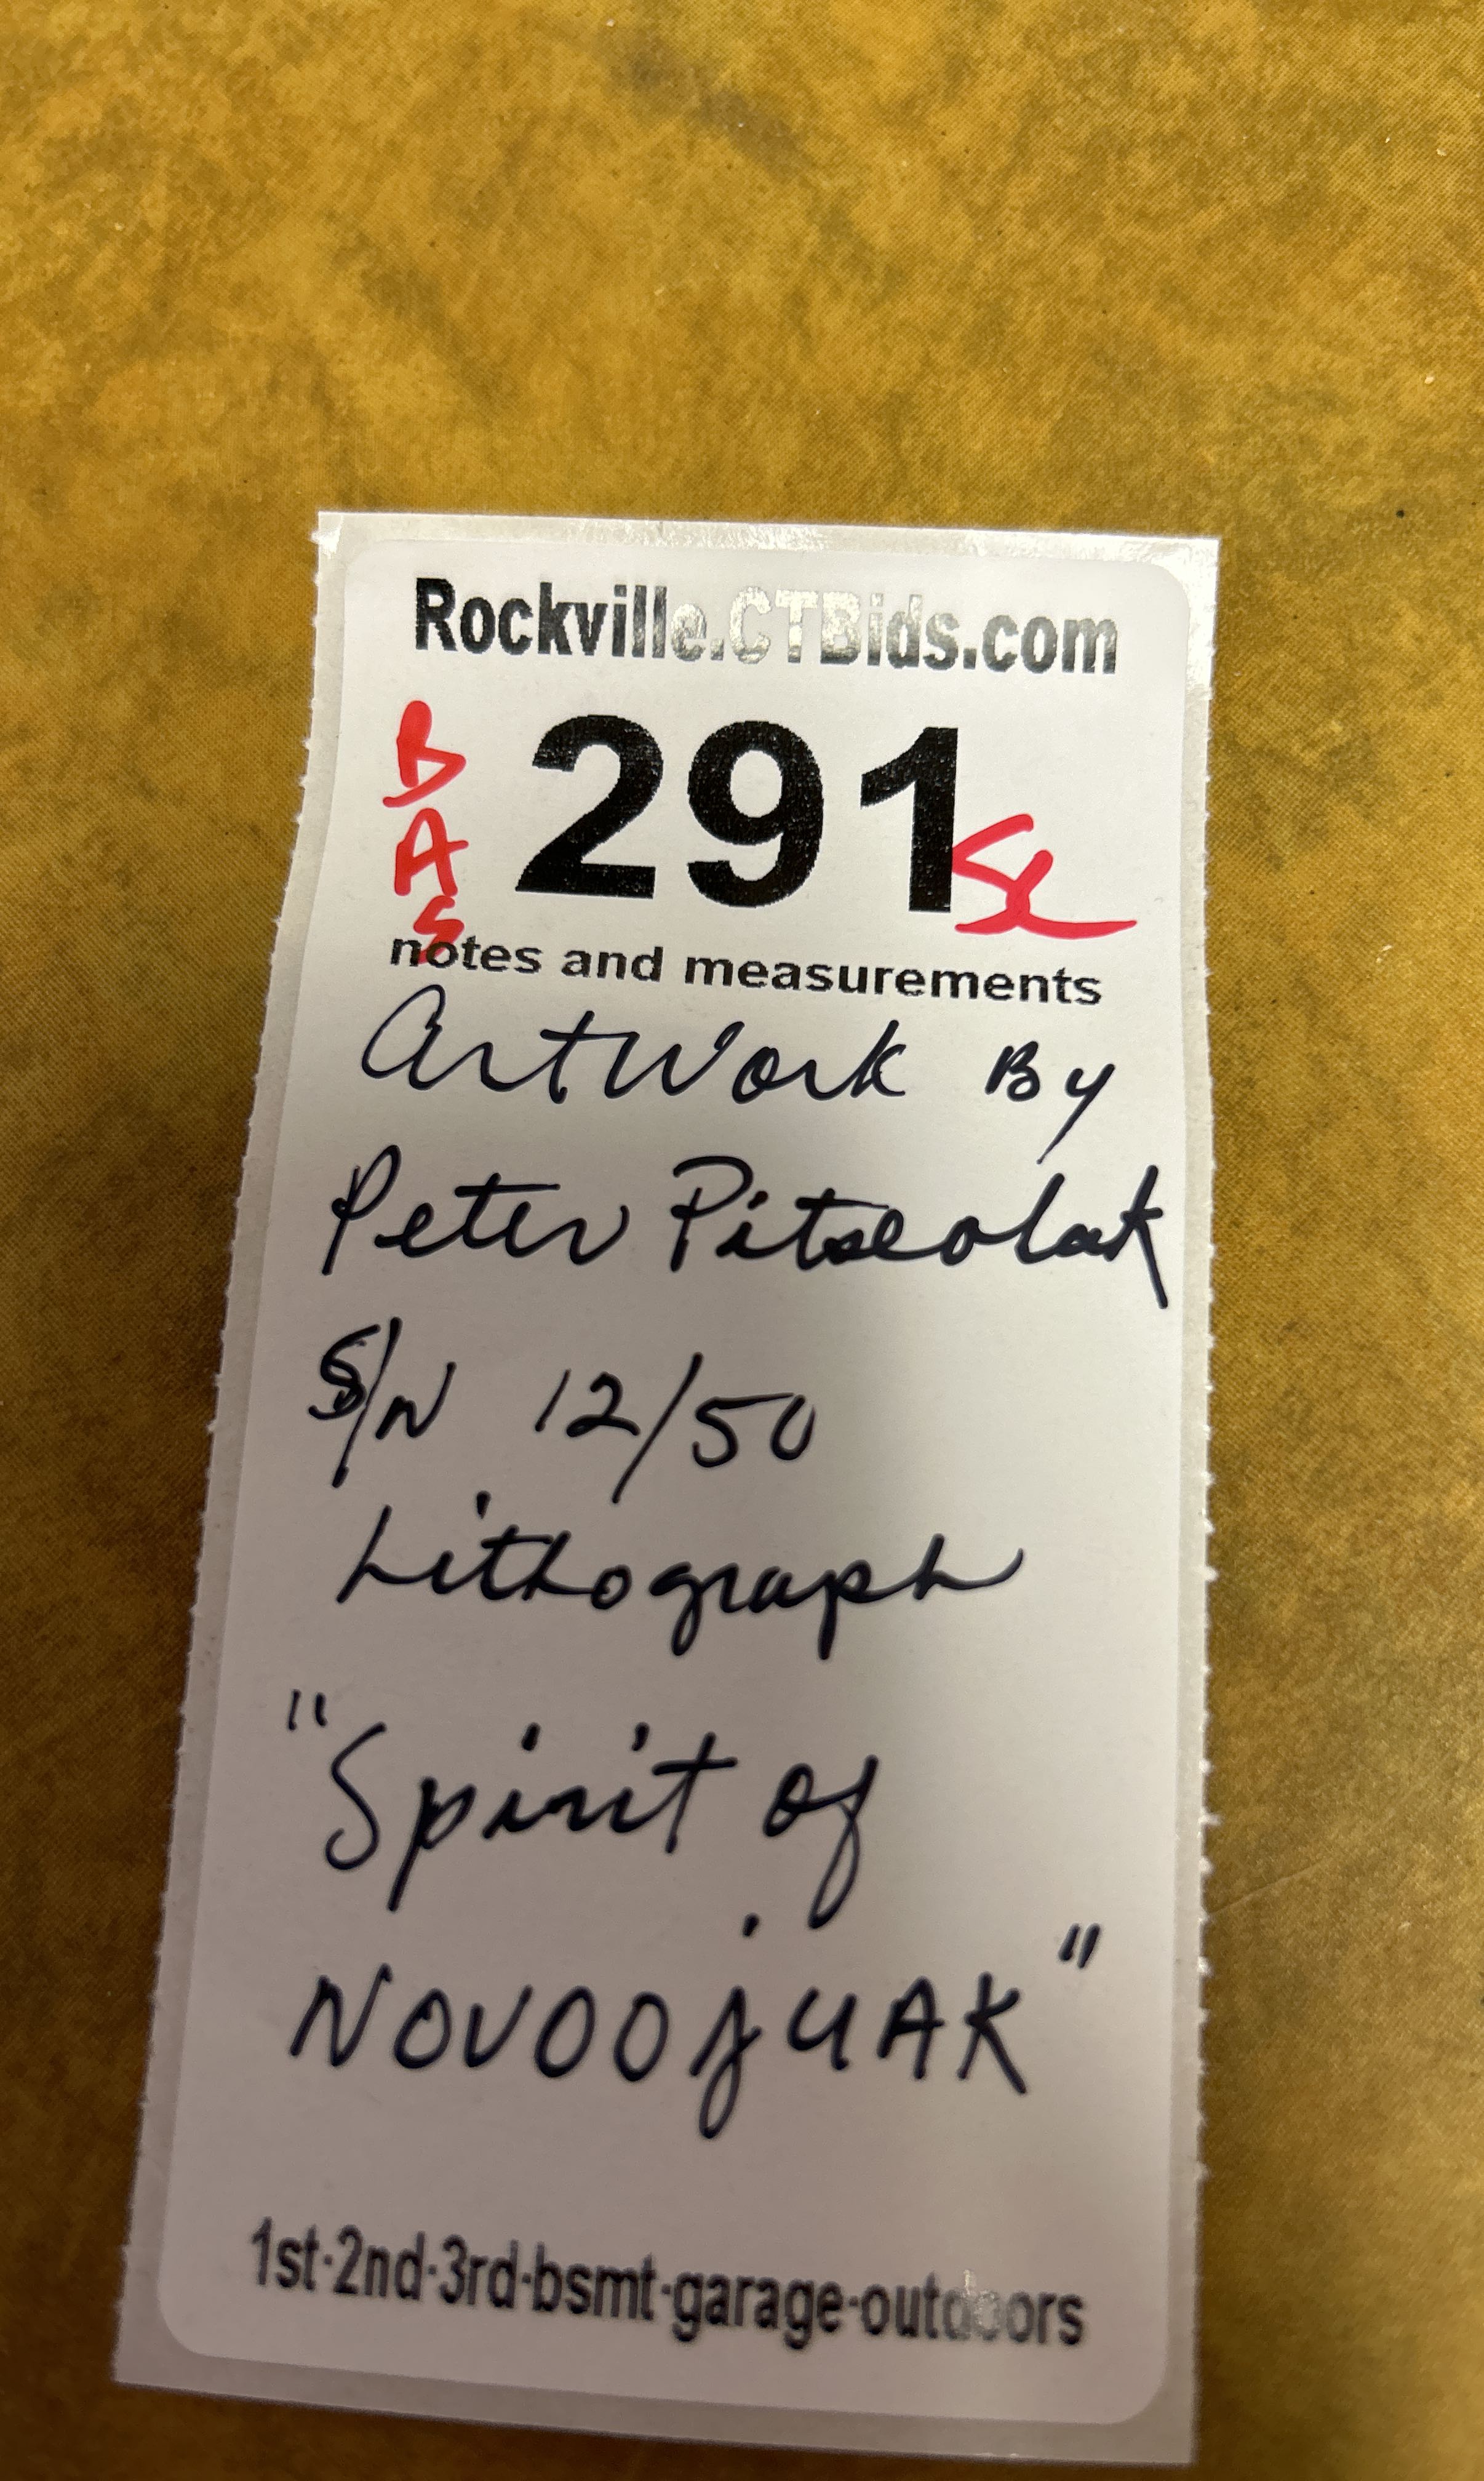 Rockville.CTBids.com
BAS
291
notes and measurements
ArtWork By
Peter Pitseolak
S/N 12/50
Lithograph
"Spirit of
NOVOOjUAK"
1st·2nd·3rd·bsmt·garage·outdoors